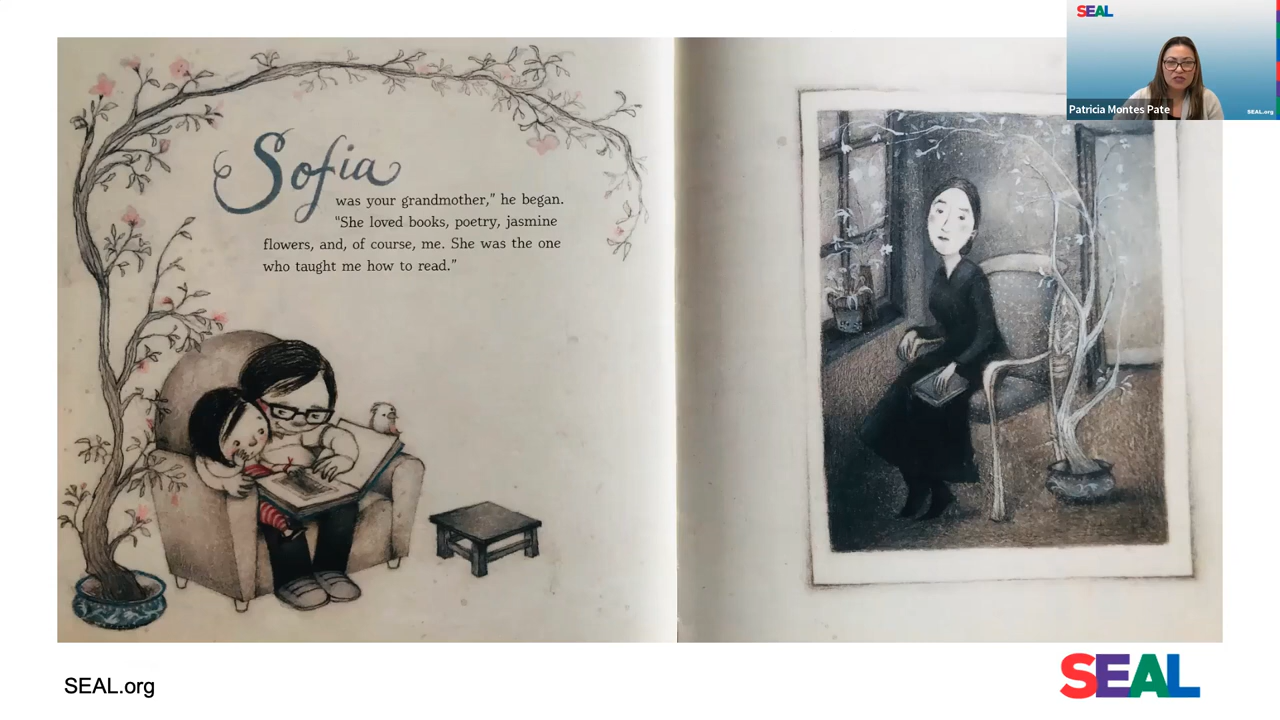 SEAL
Patricia Montes Pate
SEAL.org
Sofia
was your grandmother," he began.
"She loved books, poetry, jasmine
flowers, and, of course, me. She was the one
who taught me how to read."
SEAL.org
SEAL